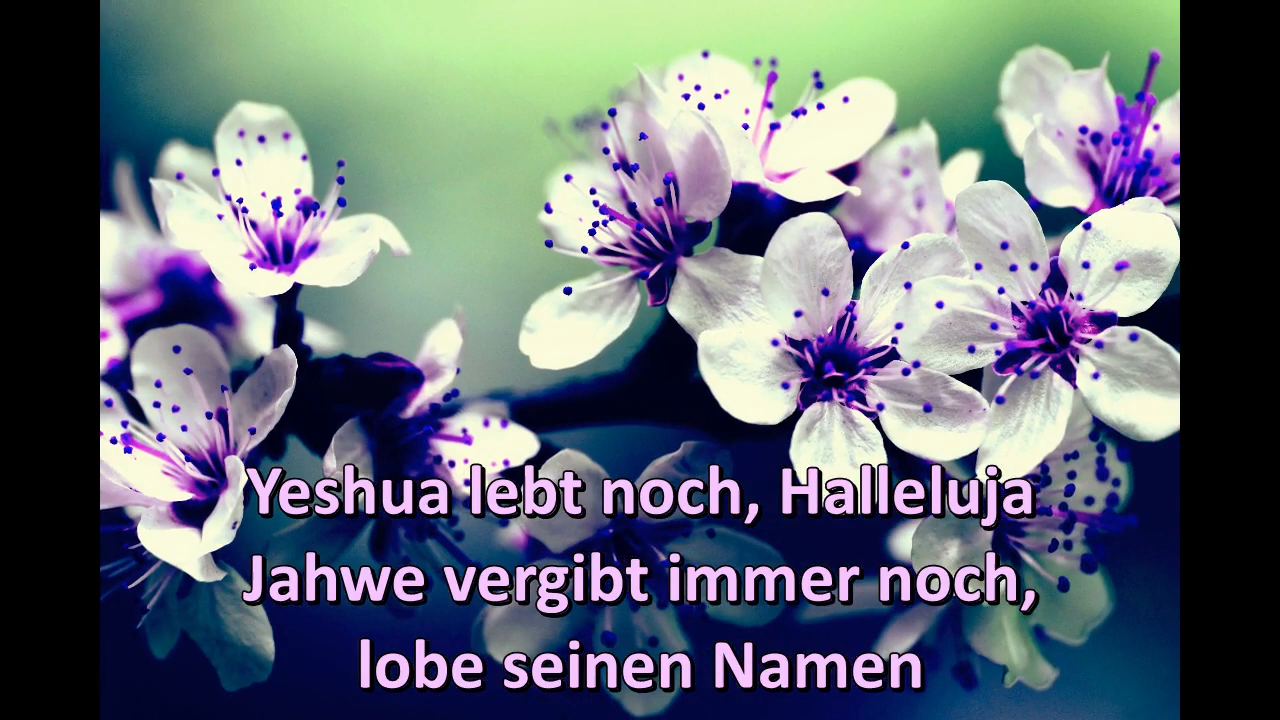 Yeshua lebt noch, Halleluja
Jahwe vergibt immer noch,
lobe seinen Namen